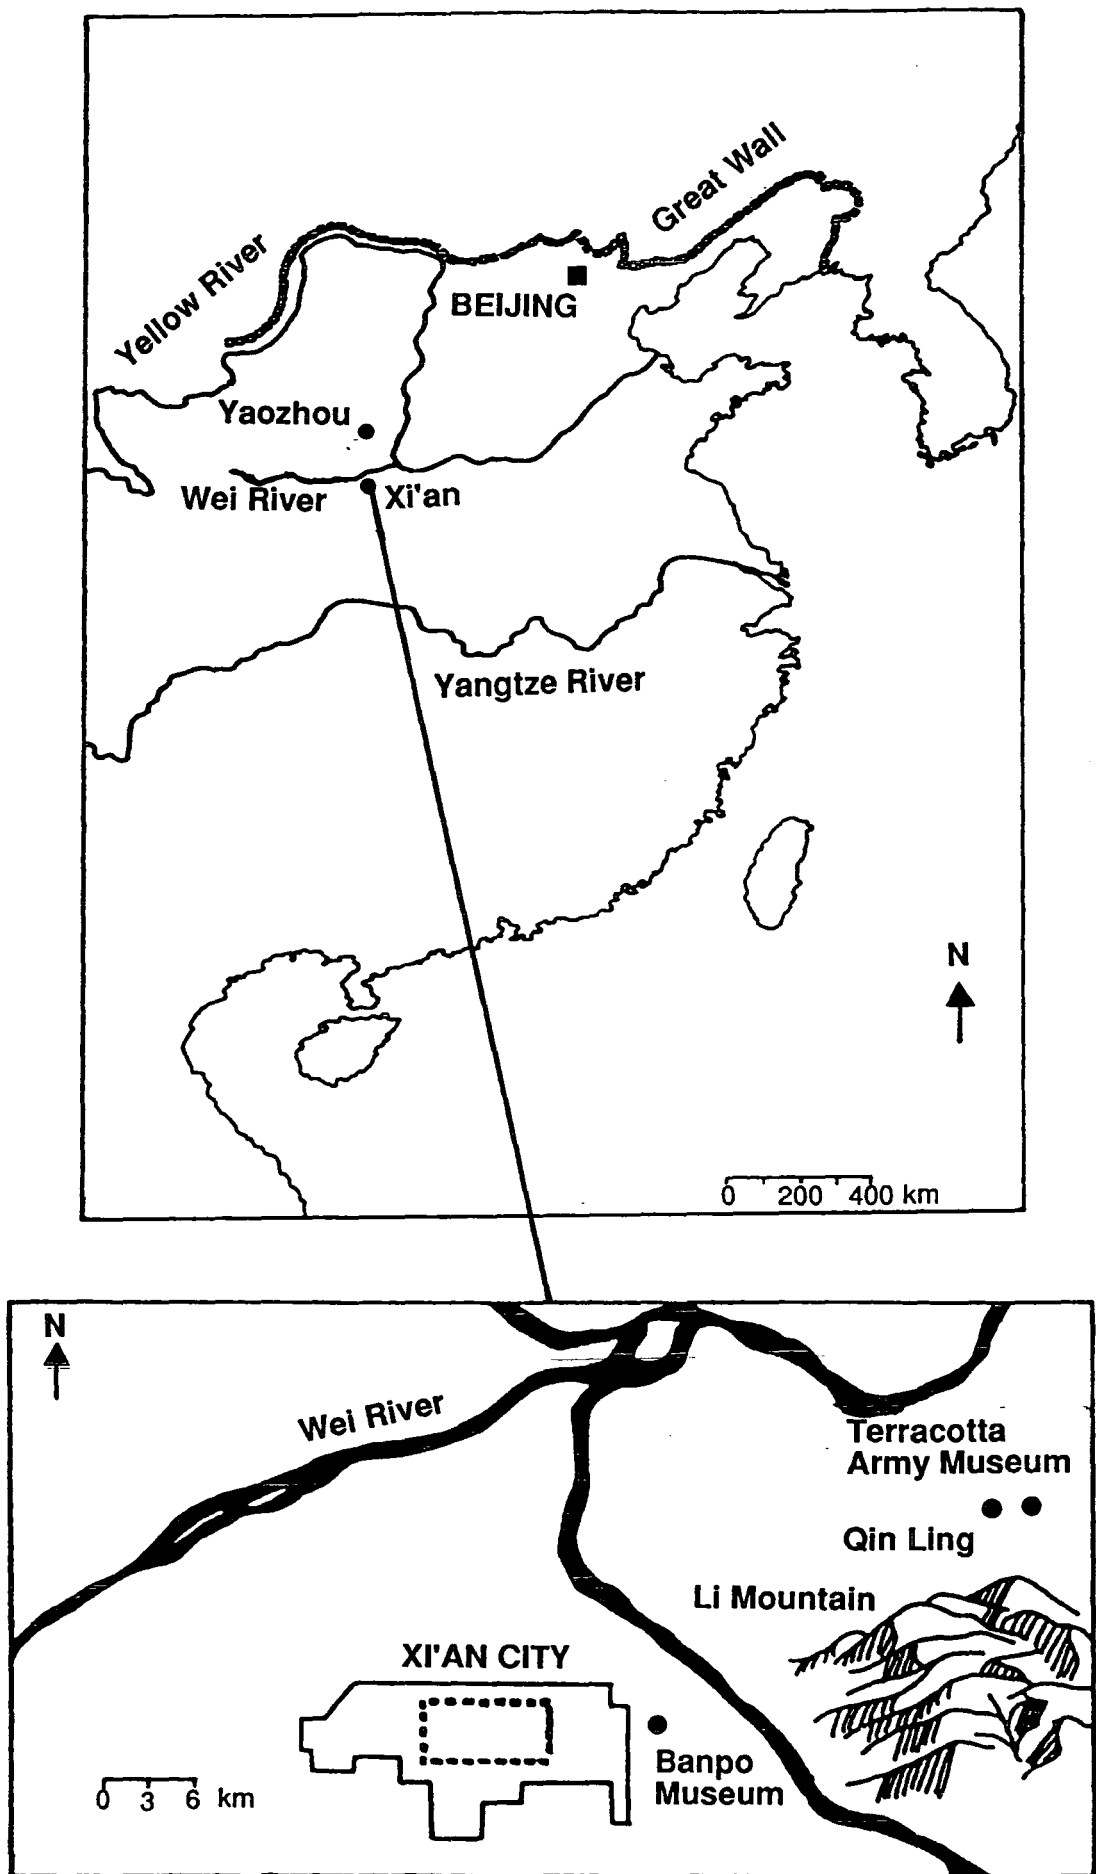 Great Wall
Yellow River
BEIJING
Yaozhou
Wei River
Xi'an
Yangtze River
N
0 200 400 km
N
Wei River
Terracotta
Army Museum
Qin Ling
Li Mountain
XI'AN CITY
Banpo
Museum
0 3 6 km